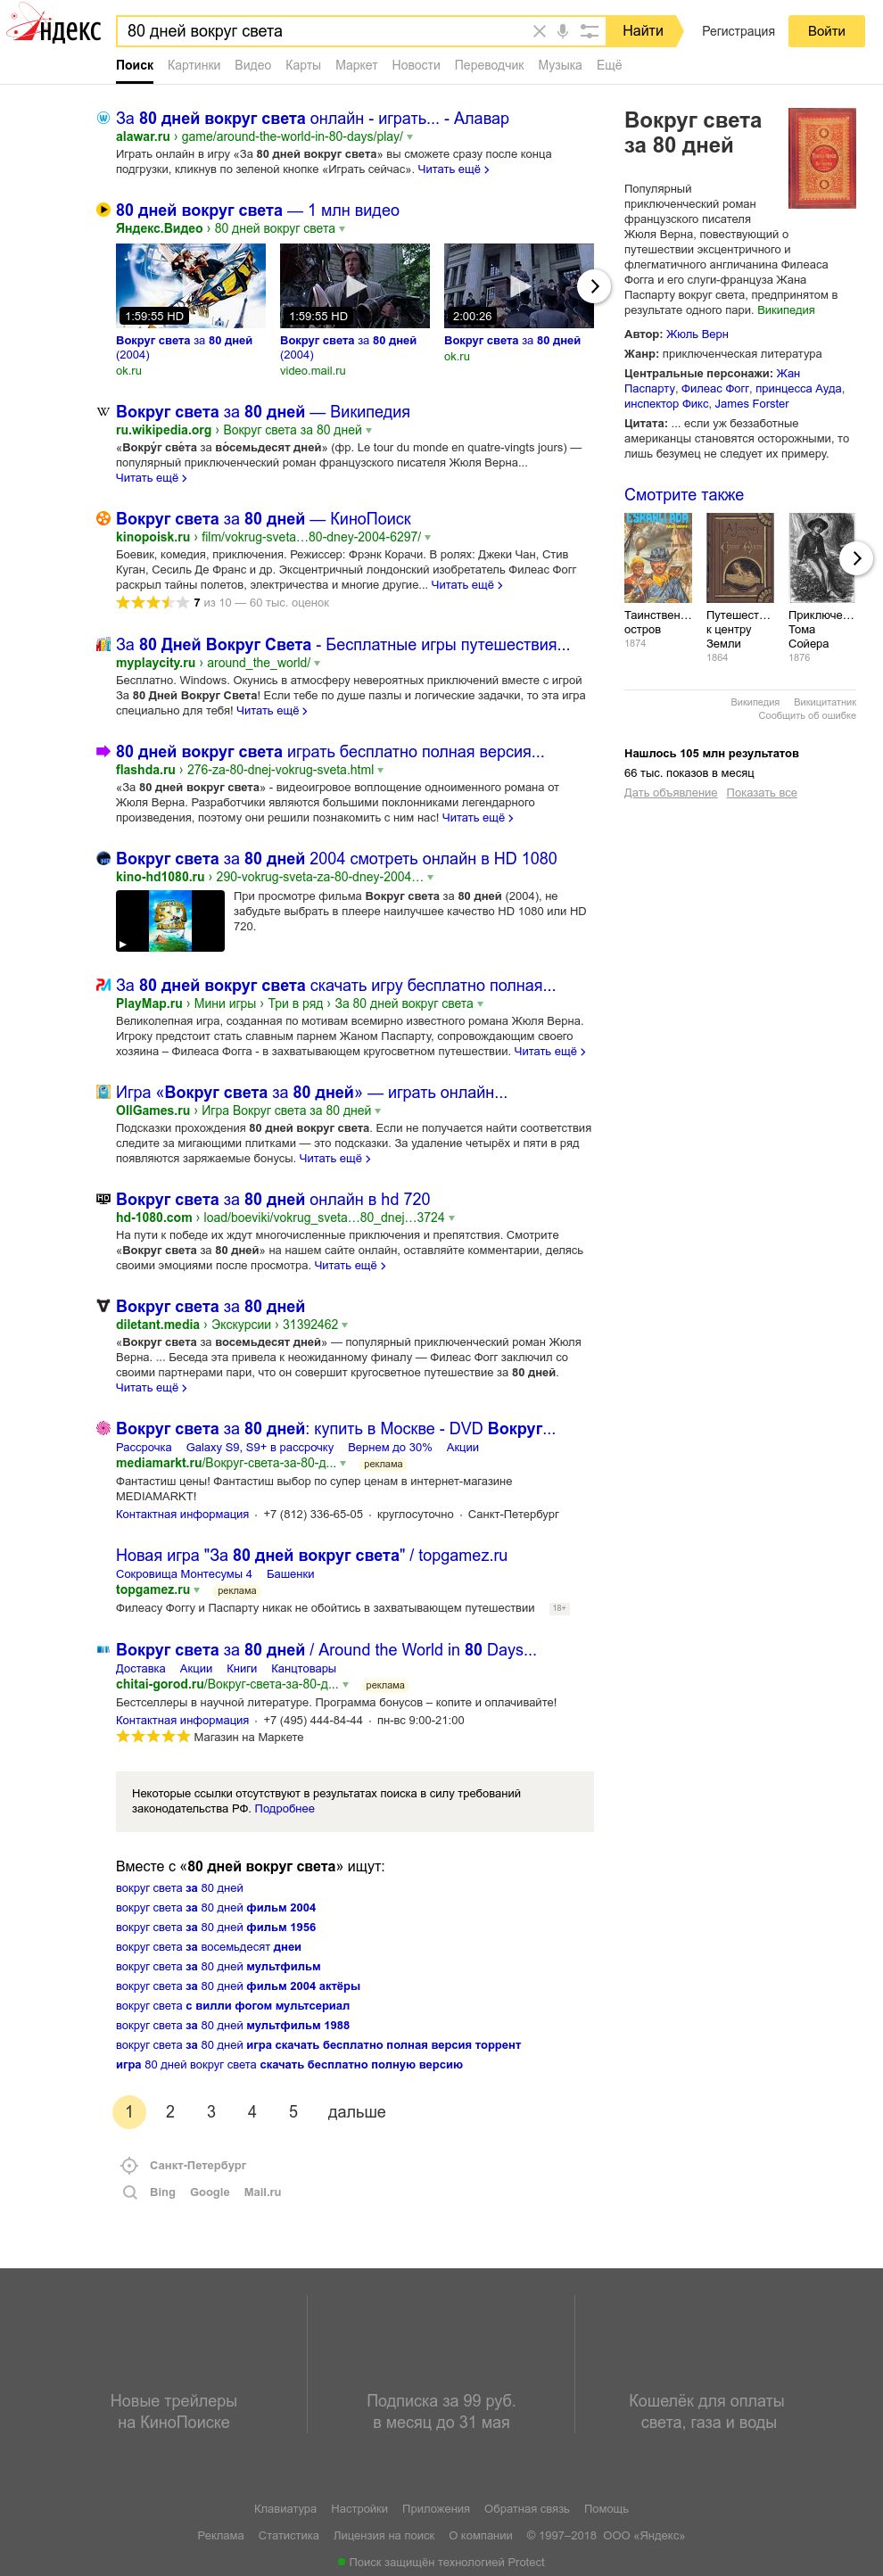 Яндекс
80 дней вокруг света
Найти
Регистрация
Войти
Поиск Картинки Видео Карты Маркет Новости Переводчик Музыка Ещё
За 80 дней вокруг света онлайн - играть... - Алавар
alawar.ru › game/around-the-world-in-80-days/play/
Играть онлайн в игру «За 80 дней вокруг света» вы сможете сразу после конца
подгрузки, кликнув по зеленой кнопке «Играть сейчас». Читать ещё
80 дней вокруг света — 1 млн видео
Яндекс.Видео › 80 дней вокруг света
1:59:55 HD 1:59:55 HD 2:00:26
Вокруг света за 80 дней Вокруг света за 80 дней Вокруг света за 80 дней
(2004) (2004) ok.ru
ok.ru video.mail.ru
Вокруг света за 80 дней — Википедия
ru.wikipedia.org › Вокруг света за 80 дней
«Вокру́г све́та за во́семьдесят дней» (фр. Le tour du monde en quatre-vingts jours) —
популярный приключенческий роман французского писателя Жюля Верна...
Читать ещё
Вокруг света за 80 дней — КиноПоиск
kinopoisk.ru › film/vokrug-sveta…80-dney-2004-6297/
Боевик, комедия, приключения. Режиссер: Фрэнк Корачи. В ролях: Джеки Чан, Стив
Куган, Сесиль Де Франс и др. Эксцентричный лондонский изобретатель Филеас Фогг
раскрыл тайны полетов, электричества и многие другие... Читать ещё
7 из 10 — 60 тыс. оценок
За 80 Дней Вокруг Света - Бесплатные игры путешествия...
myplaycity.ru › around_the_world/
Бесплатно. Windows. Окунись в атмосферу невероятных приключений вместе с игрой
За 80 Дней Вокруг Света! Если тебе по душе пазлы и логические задачки, то эта игра
специально для тебя! Читать ещё
80 дней вокруг света играть бесплатно полная версия...
flashda.ru › 276-za-80-dnej-vokrug-sveta.html
«За 80 дней вокруг света» - видеоигровое воплощение одноименного романа от
Жюля Верна. Разработчики являются большими поклонниками легендарного
произведения, поэтому они решили познакомить с ним нас! Читать ещё
Вокруг света за 80 дней 2004 смотреть онлайн в HD 1080
kino-hd1080.ru › 290-vokrug-sveta-za-80-dney-2004…
При просмотре фильма Вокруг света за 80 дней (2004), не
забудьте выбрать в плеере наилучшее качество HD 1080 или HD
720.
За 80 дней вокруг света скачать игру бесплатно полная...
PlayMap.ru › Мини игры › Три в ряд › За 80 дней вокруг света
Великолепная игра, созданная по мотивам всемирно известного романа Жюля Верна.
Игроку предстоит стать славным парнем Жаном Паспарту, сопровождающим своего
хозяина – Филеаса Фогга - в захватывающем кругосветном путешествии. Читать ещё
Игра «Вокруг света за 80 дней» — играть онлайн...
OllGames.ru › Игра Вокруг света за 80 дней
Подсказки прохождения 80 дней вокруг света. Если не получается найти соответствия
следите за мигающими плитками — это подсказки. За удаление четырёх и пяти в ряд
появляются заряжаемые бонусы. Читать ещё
Вокруг света за 80 дней онлайн в hd 720
hd-1080.com › load/boeviki/vokrug_sveta…80_dnej…3724
На пути к победе их ждут многочисленные приключения и препятствия. Смотрите
«Вокруг света за 80 дней» на нашем сайте онлайн, оставляйте комментарии, делясь
своими эмоциями после просмотра. Читать ещё
Вокруг света за 80 дней
diletant.media › Экскурсии › 31392462
«Вокруг света за восемьдесят дней» — популярный приключенческий роман Жюля
Верна. ... Беседа эта привела к неожиданному финалу — Филеас Фогг заключил со
своими партнерами пари, что он совершит кругосветное путешествие за 80 дней.
Читать ещё
Вокруг света за 80 дней: купить в Москве - DVD Вокруг...
Рассрочка Galaxy S9, S9+ в рассрочку Вернем до 30% Акции
mediamarkt.ru/Вокруг-света-за-80-д... реклама
Фантастиш цены! Фантастиш выбор по супер ценам в интернет-магазине
MEDIAMARKT!
Контактная информация · +7 (812) 336-65-05 · круглосуточно · Санкт-Петербург
Новая игра "За 80 дней вокруг света" / topgamez.ru
Сокровища Монтесумы 4 Башенки
topgamez.ru реклама
Филеасу Фоггу и Паспарту никак не обойтись в захватывающем путешествии 18+
Вокруг света за 80 дней / Around the World in 80 Days...
Доставка Акции Книги Канцтовары
chitai-gorod.ru/Вокруг-света-за-80-д... реклама
Бестселлеры в научной литературе. Программа бонусов – копите и оплачивайте!
Контактная информация · +7 (495) 444-84-44 · пн-вс 9:00-21:00
Магазин на Маркете
Некоторые ссылки отсутствуют в результатах поиска в силу требований
законодательства РФ. Подробнее
Вместе с «80 дней вокруг света» ищут:
вокруг света за 80 дней
вокруг света за 80 дней фильм 2004
вокруг света за 80 дней фильм 1956
вокруг света за восемьдесят днеи
вокруг света за 80 дней мультфильм
вокруг света за 80 дней фильм 2004 актёры
вокруг света с вилли фогом мультсериал
вокруг света за 80 дней мультфильм 1988
вокруг света за 80 дней игра скачать бесплатно полная версия торрент
игра 80 дней вокруг света скачать бесплатно полную версию
1 2 3 4 5 дальше
Санкт-Петербург
Bing Google Mail.ru
Вокруг света
за 80 дней
Популярный
приключенческий роман
французского писателя
Жюля Верна, повествующий о
путешествии эксцентричного и
флегматичного англичанина Филеаса
Фогга и его слуги-француза Жана
Паспарту вокруг света, предпринятом в
результате одного пари. Википедия
Автор: Жюль Верн
Жанр: приключенческая литература
Центральные персонажи: Жан
Паспарту, Филеас Фогг, принцесса Ауда,
инспектор Фикс, James Forster
Цитата: ... если уж беззаботные
американцы становятся осторожными, то
лишь безумец не следует их примеру.
Смотрите также
Таинствен… Путешест… Приключе…
остров к центру Тома
1874 Земли Сойера
1864 1876
Википедия Викицитатник
Сообщить об ошибке
Нашлось 105 млн результатов
66 тыс. показов в месяц
Дать объявление Показать все
Новые трейлеры Подписка за 99 руб. Кошелёк для оплаты
на КиноПоиске в месяц до 31 мая света, газа и воды
Клавиатура Настройки Приложения Обратная связь Помощь
Реклама Статистика Лицензия на поиск О компании © 1997–2018 ООО «Яндекс»
Поиск защищён технологией Protect